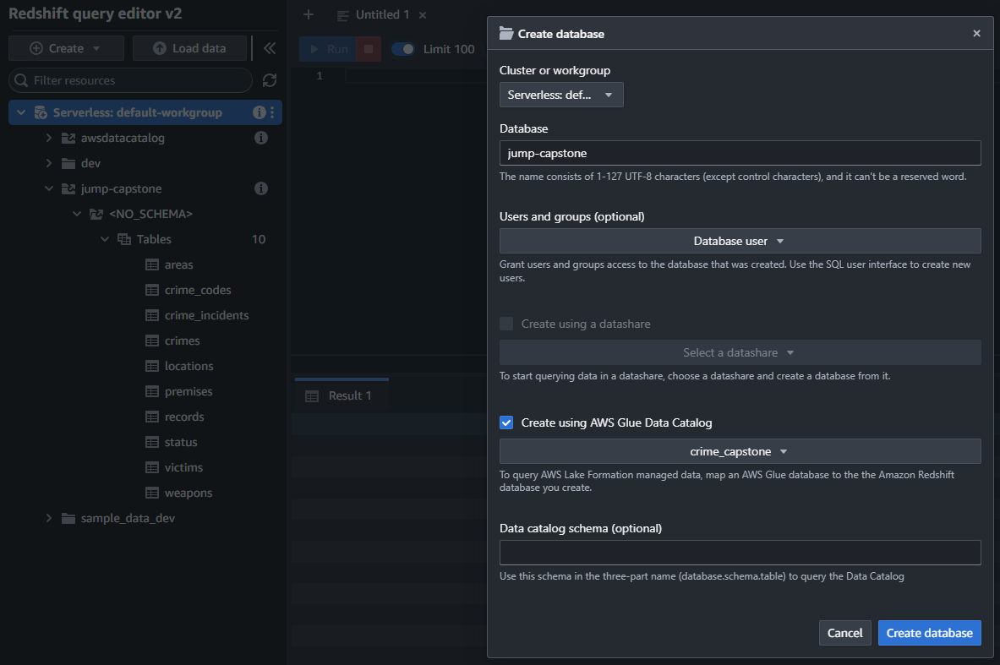 Redshift query editor v2
Create
Load data
Filter resources
Serverless: default-workgroup
awsdatacatalog
dev
jump-capstone
<NO_SCHEMA>
Tables 10
areas
crime_codes
crime_incidents
crimes
locations
premises
records
status
victims
weapons
sample_data_dev
Untitled 1
Run
Limit 100
1
Result 1
Create database
Cluster or workgroup
Serverless: def...
Database
jump-capstone
The name consists of 1-127 UTF-8 characters (except control characters), and it can't be a reserved word.
Users and groups (optional)
Database user
Grant users and groups access to the database that was created. Use the SQL user interface to create new
users.
Create using a datashare
Select a datashare
To start querying data in a datashare, choose a datashare and create a database from it.
Create using AWS Glue Data Catalog
crime_capstone
To query AWS Lake Formation managed data, map an AWS Glue database to the the Amazon Redshift
database you create.
Data catalog schema (optional)
Use this schema in the three-part name (database.schema.table) to query the Data Catalog
Cancel
Create database